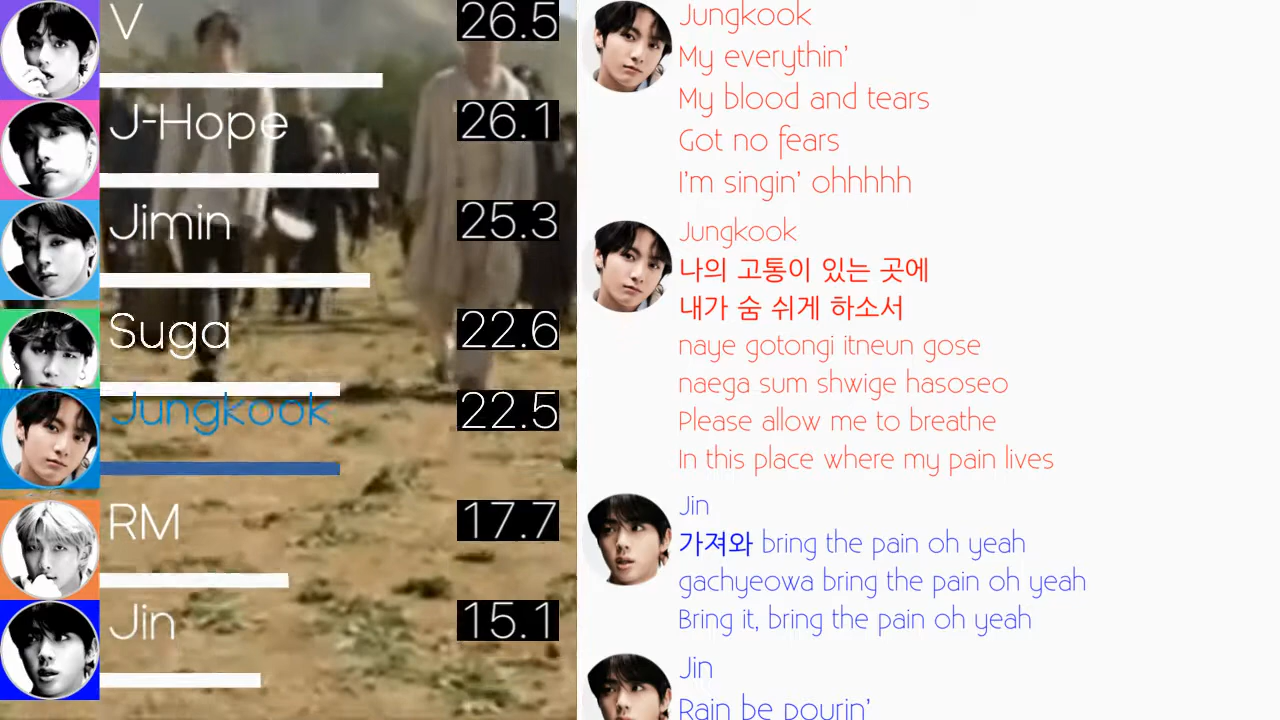 V
26.5
J-Hope
26.1
Jimin
25.3
Suga
22.6
Jungkook
22.5
RM
17.7
Jin
15.1
Jungkook
My everythin'
My blood and tears
Got no fears
I'm singin' ohhhhh
Jungkook
나의 고통이 있는 곳에
내가 숨 쉬게 하소서
naye gotongi itneun gose
naega sum shwige hasoseo
Please allow me to breathe
In this place where my pain lives
Jin
가져와 bring the pain oh yeah
gachyeowa bring the pain oh yeah
Bring it, bring the pain oh yeah
Jin
Rain be pourin'